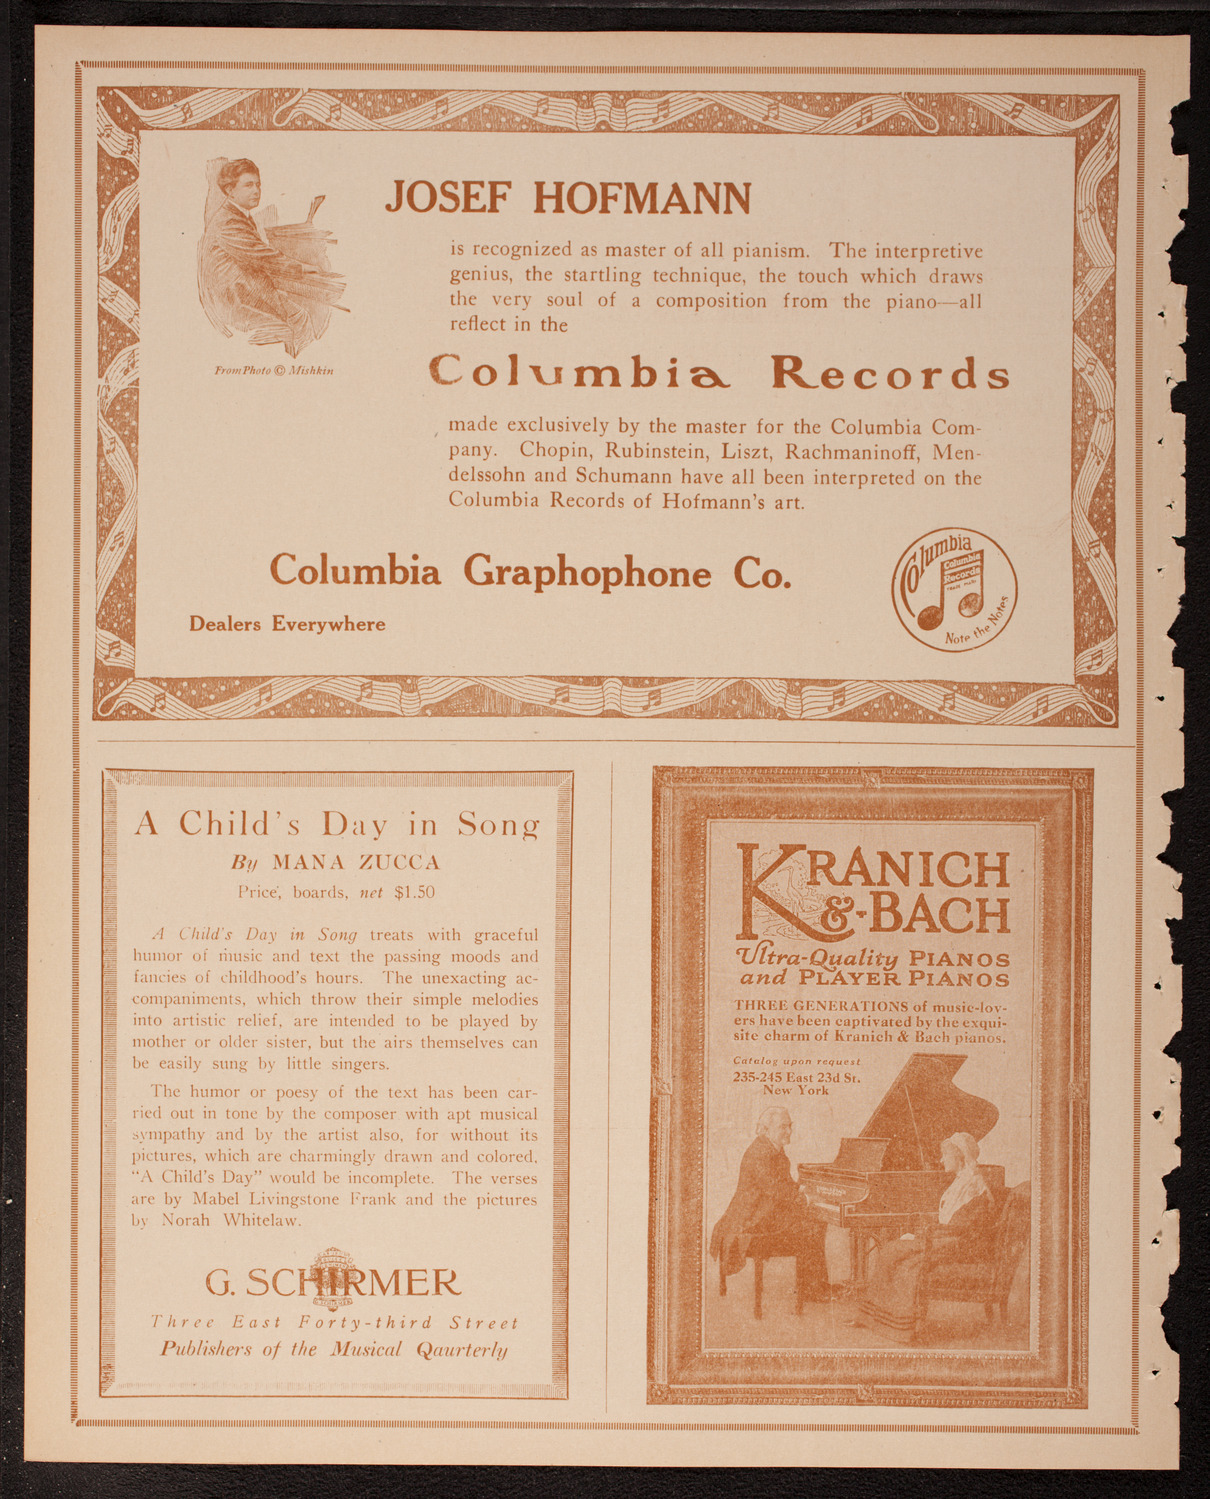 JOSEF HOFMANN
is recognized as master of all pianism. The interpretive
genius, the startling technique, the touch which draws
the very soul of a composition from the piano—all
reflect in the
From Photo © Mishkin
Columbia Records
made exclusively by the master for the Columbia Com-
pany. Chopin, Rubinstein, Liszt, Rachmaninoff, Men-
delssohn and Schumann have all been interpreted on the
Columbia Records of Hofmann's art.
Columbia Graphophone Co.
Dealers Everywhere
Columbia
Columbia
Records
TRADE MARK
Note the Notes
A Child's Day in Song
By MANA ZUCCA
Price, boards, net $1.50
A Child's Day in Song treats with graceful
humor of music and text the passing moods and
fancies of childhood's hours. The unexacting ac-
companiments, which throw their simple melodies
into artistic relief, are intended to be played by
mother or older sister, but the airs themselves can
be easily sung by little singers.
The humor or poesy of the text has been car-
ried out in tone by the composer with apt musical
sympathy and by the artist also, for without its
pictures, which are charmingly drawn and colored,
"A Child's Day" would be incomplete. The verses
are by Mabel Livingstone Frank and the pictures
by Norah Whitelaw.
G. SCHIRMER
Three East Forty-third Street
Publishers of the Musical Qaurterly
KRANICH
&-BACH
Ultra-Quality PIANOS
and PLAYER PIANOS
THREE GENERATIONS of music-lov-
ers have been captivated by the exqui-
site charm of Kranich & Bach pianos.
Catalog upon request
235-245 East 23d St.
New York